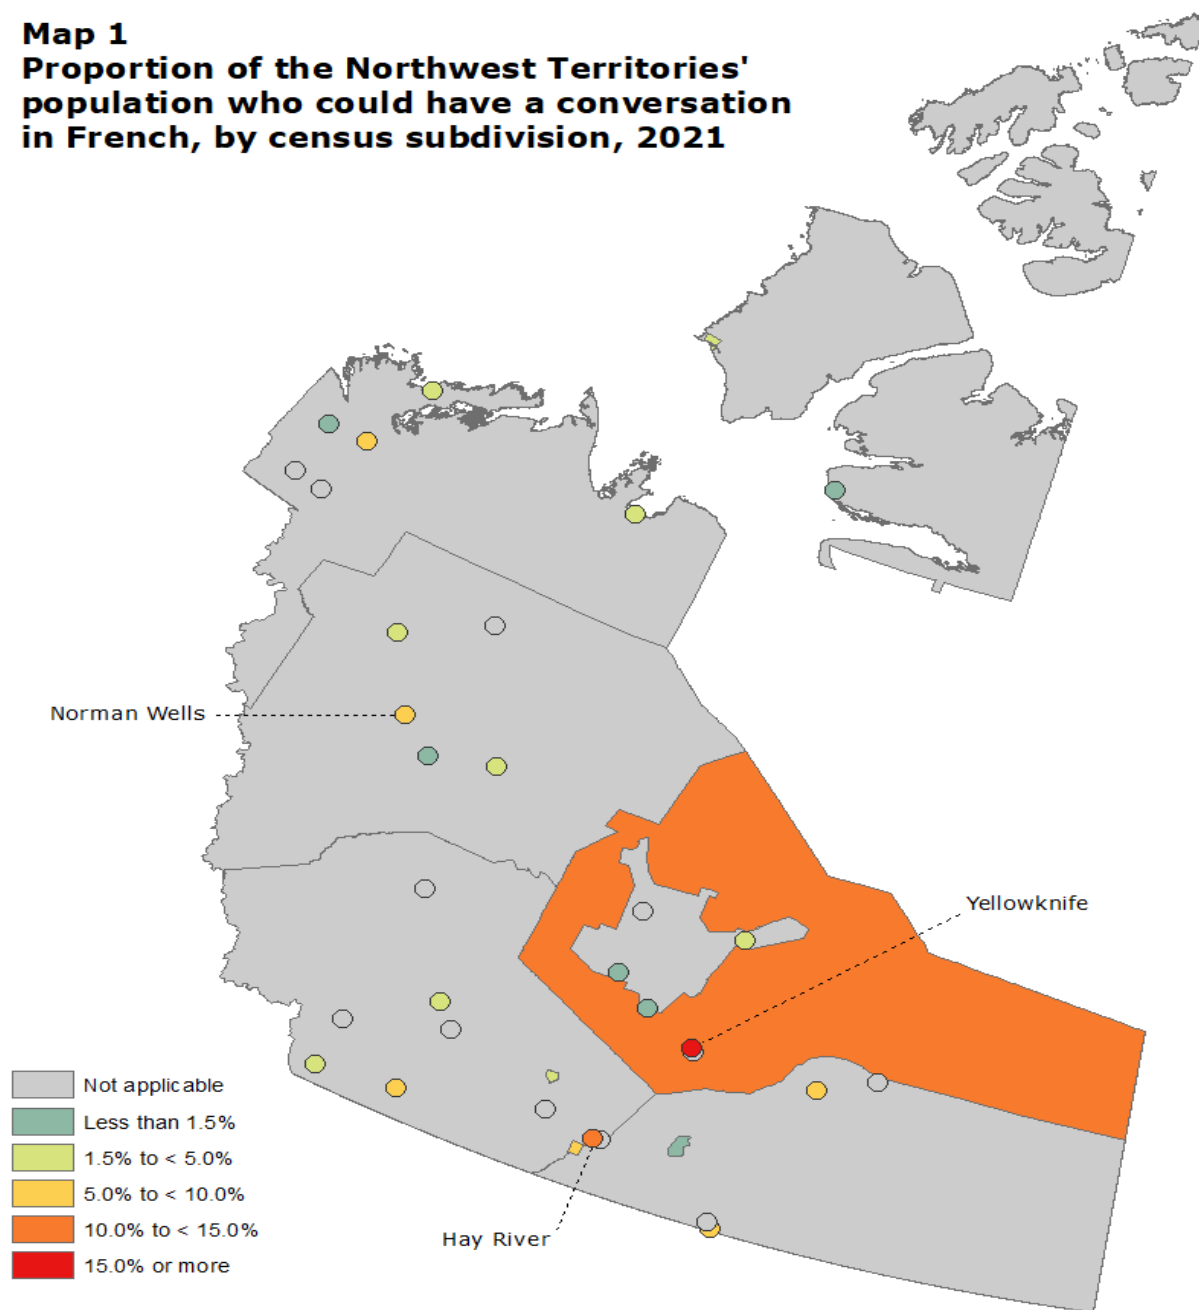 Map 1
Proportion of the Northwest Territories'
population who could have a conversation
in French, by census subdivision, 2021
Norman Wells
Yellowknife
Hay River
Not applicable
Less than 1.5%
1.5% to < 5.0%
5.0% to < 10.0%
10.0% to < 15.0%
15.0% or more